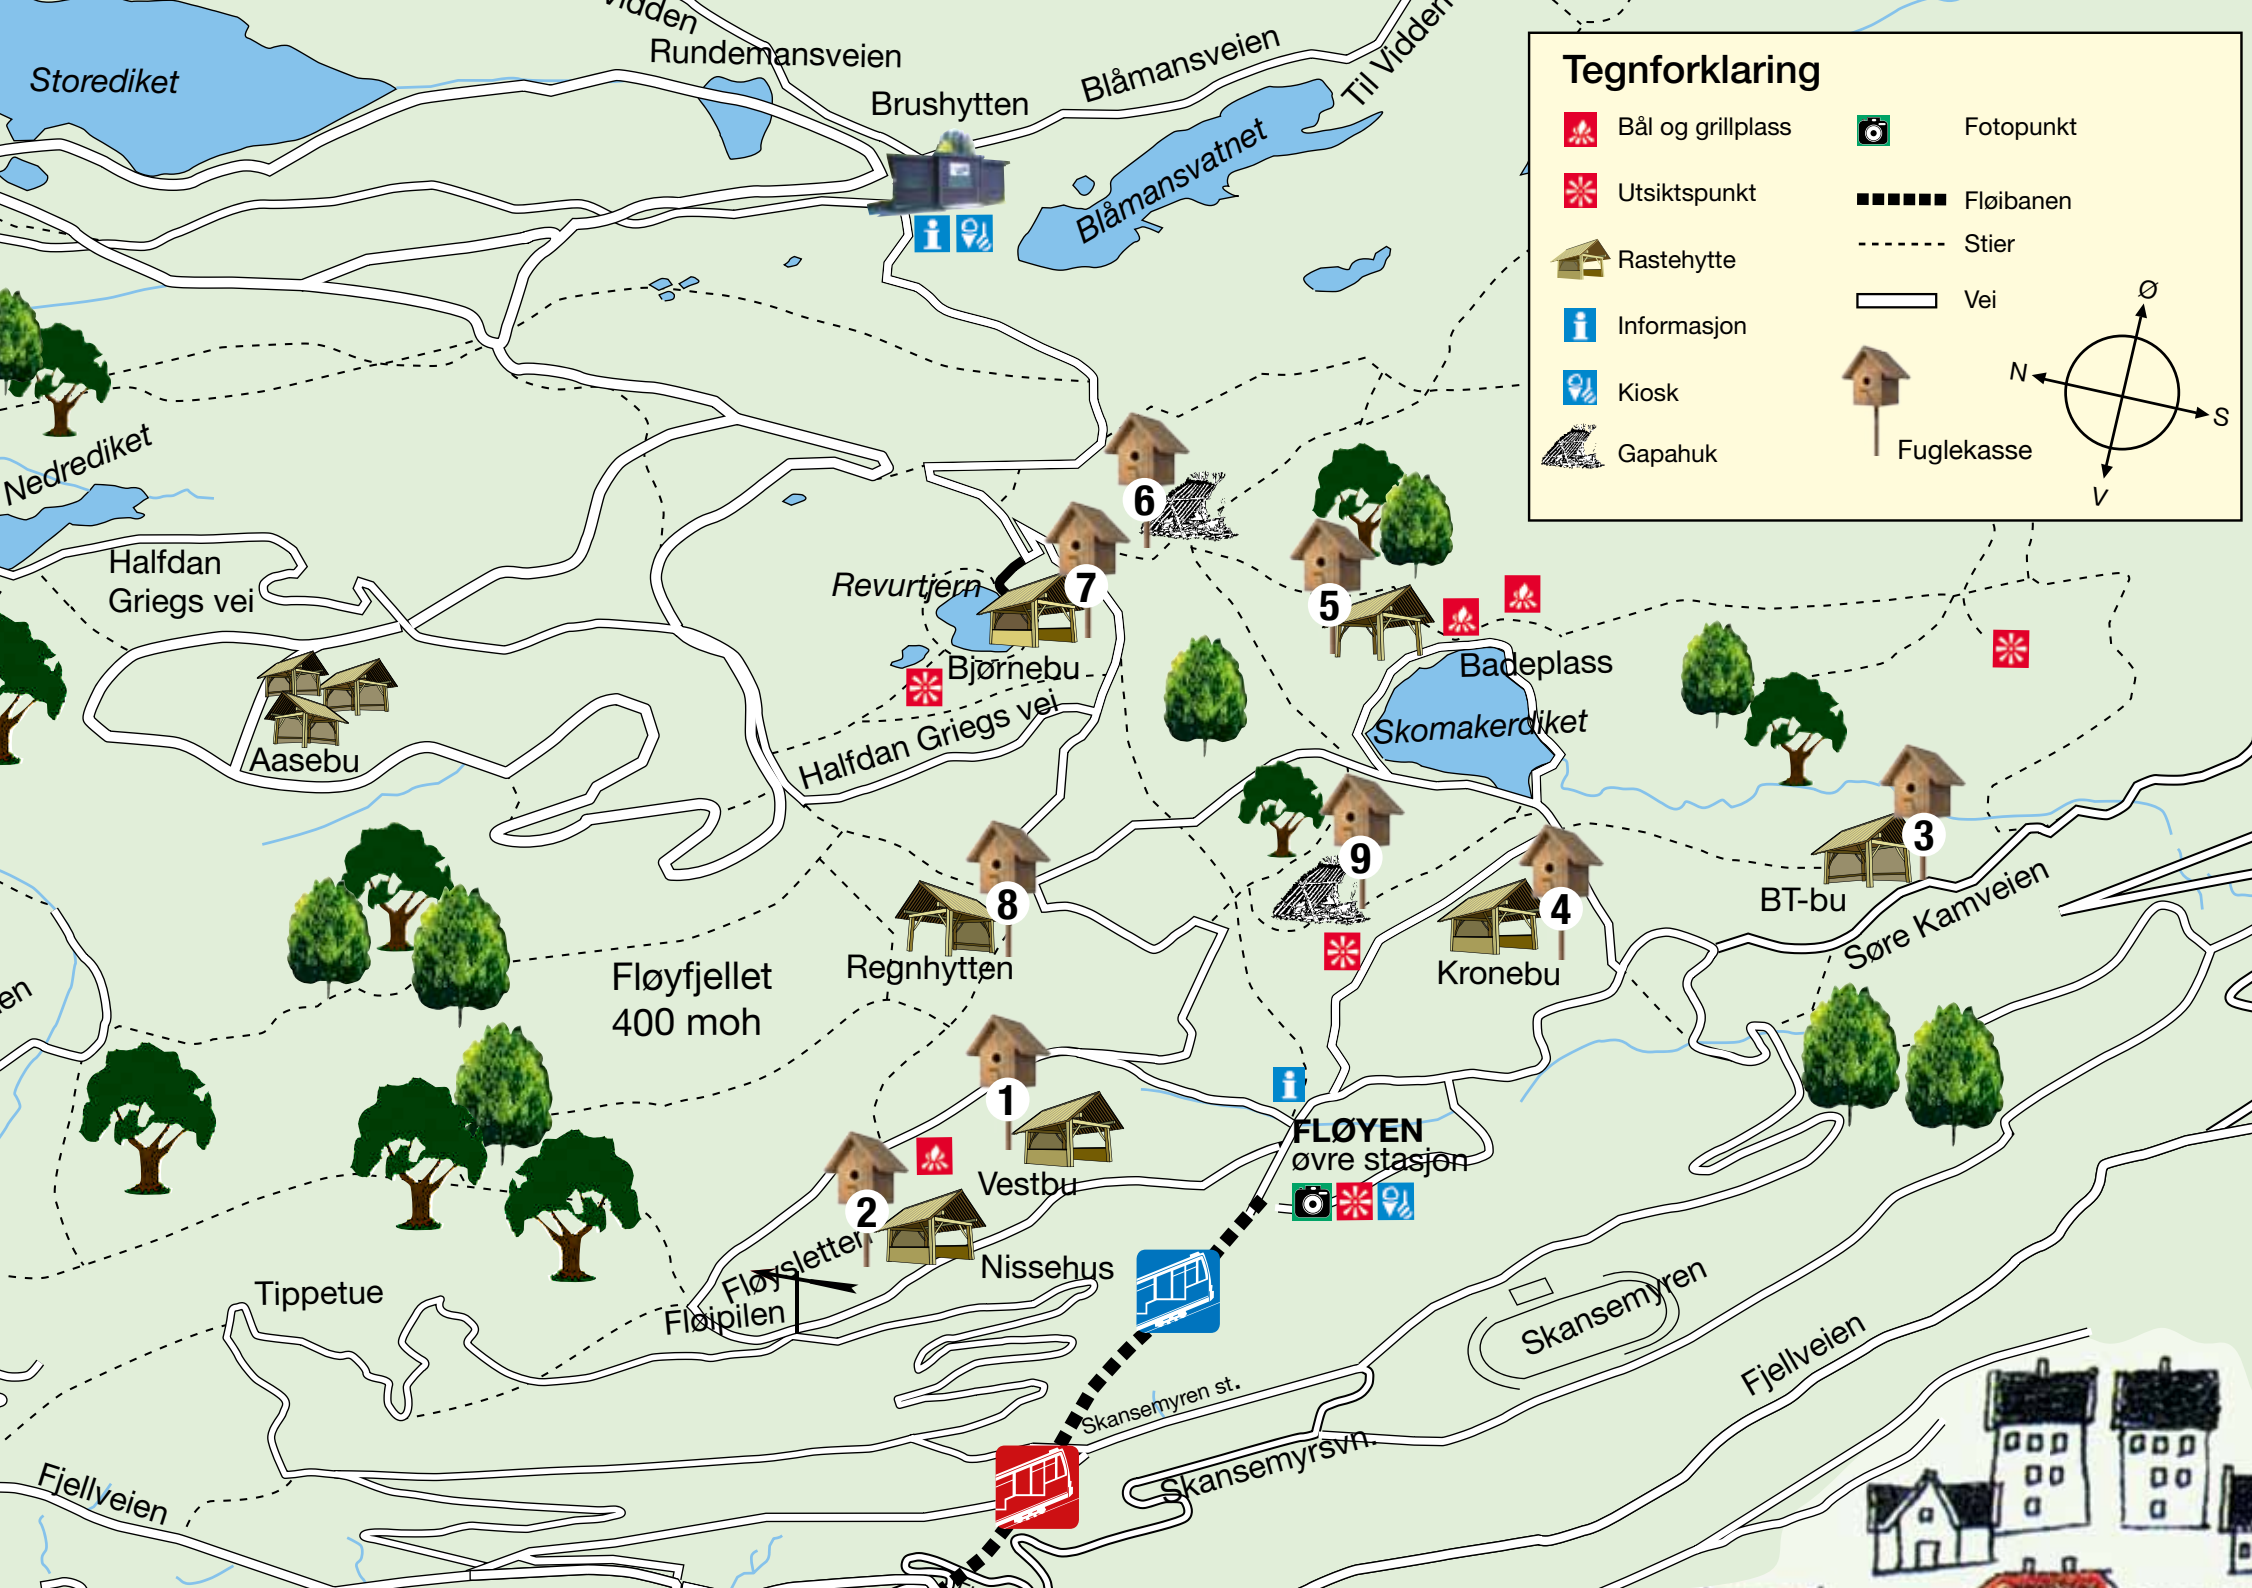 Vidden
Rundemansveien
Storediket
Brushytten
Blåmansveien
Til Vidden
Blåmansvatnet
Tegnforklaring
Bål og grillplass
Utsiktspunkt
Rastehytte
Informasjon
Kiosk
Gapahuk
Fotopunkt
Fløibanen
Stier
Vei
Fuglekasse
Ø
N
S
V
Nedrediket
Halfdan
Griegs vei
6
Revurtjern
7
5
Bjørnebu
Badeplass
Skomakerdiket
Halfdan Griegs vei
Aasebu
3
9
8
4
BT-bu
Søre Kamveien
Regnhytten
Kronebu
Fløyfjellet
400 moh
1
FLØYEN
øvre stasjon
Vestbu
2
Fløysletten
Nissehus
Tippetue
Fløipilen
Skansemyren
Fjellveien
Skansemyren st.
Skansemyrsvn.
Fjellveien